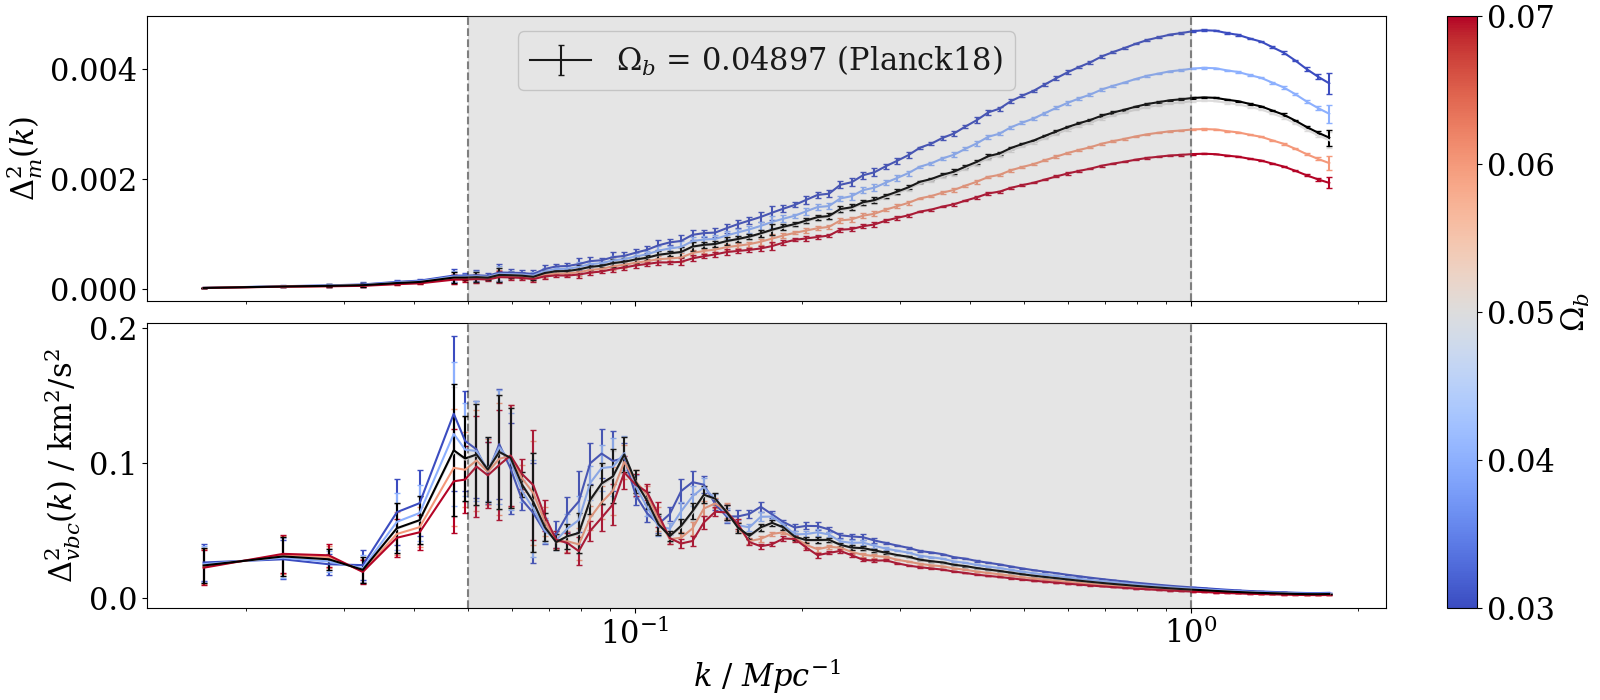 Ω_b = 0.04897 (Planck18)
0.004
0.002
0.000
Δ²_m(k)
0.2
0.1
0.0
Δ²_vbc(k) / km²/s²
10⁻¹
10⁰
k / Mpc⁻¹
0.07
0.06
0.05
0.04
0.03
Ω_b